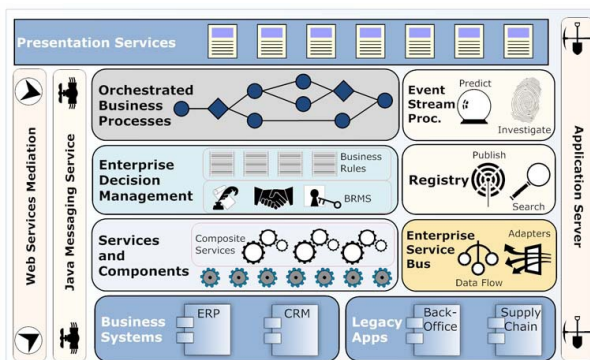 Presentation Services
Web Services Mediation
Java Messaging Service
Orchestrated
Business
Processes
Event
Stream
Proc.
Predict
Investigate
Enterprise
Decision
Management
Business
Rules
BRMS
Registry
Publish
Search
Services
and
Components
Composite
Services
Enterprise
Service
Bus
Adapters
Data Flow
Business
Systems
ERP
CRM
Legacy
Apps
Back-
Office
Supply
Chain
Application Server